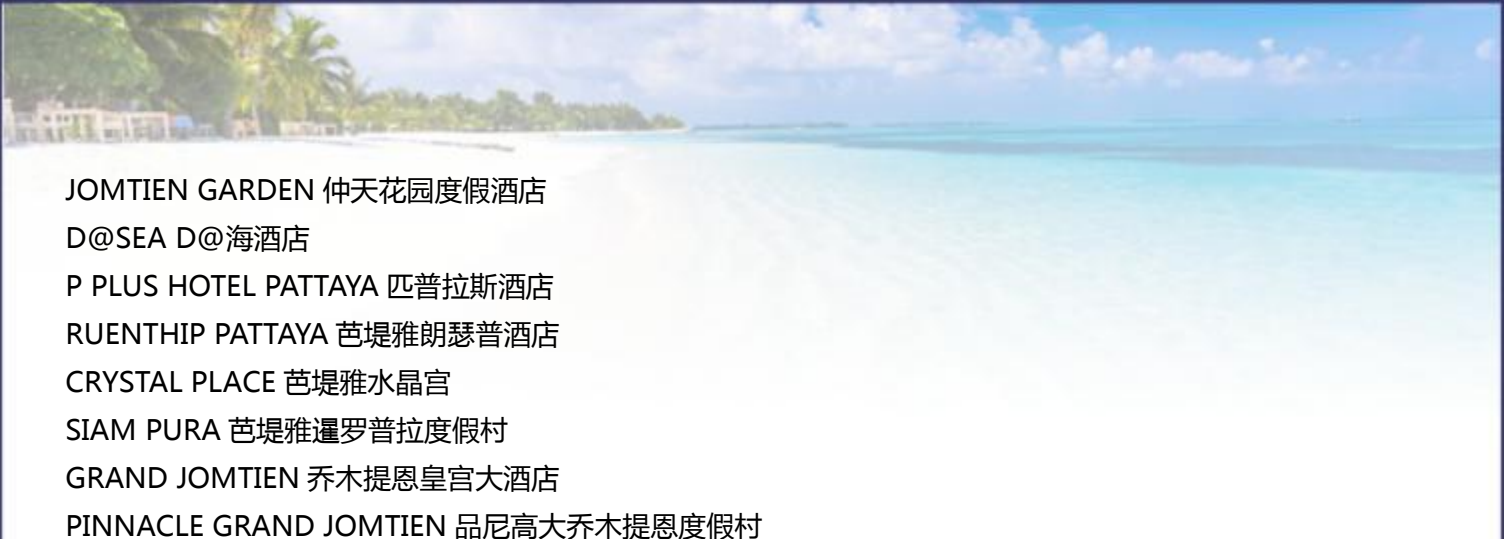 JOMTIEN GARDEN 仲天花园度假酒店
D@SEA D@海酒店
P PLUS HOTEL PATTAYA 匹普拉斯酒店
RUENTHIP PATTAYA 芭堤雅朗瑟普酒店
CRYSTAL PLACE 芭堤雅水晶宫
SIAM PURA 芭堤雅暹罗普拉度假村
GRAND JOMTIEN 乔木提恩皇宫大酒店
PINNACLE GRAND JOMTIEN 品尼高大乔木提恩度假村